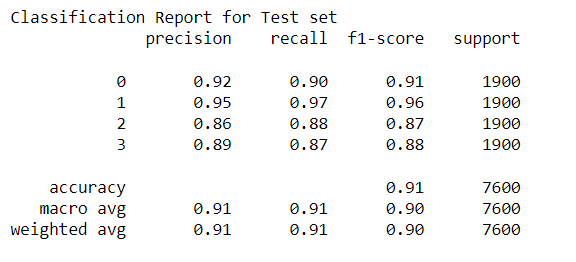 Classification Report for Test set
precision recall f1-score support
0 0.92 0.90 0.91 1900
1 0.95 0.97 0.96 1900
2 0.86 0.88 0.87 1900
3 0.89 0.87 0.88 1900
accuracy 0.91 7600
macro avg 0.91 0.91 0.90 7600
weighted avg 0.91 0.91 0.90 7600